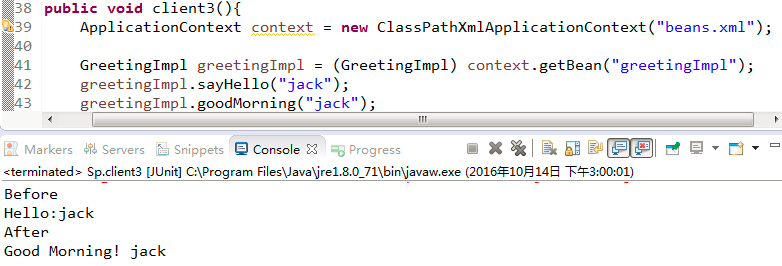 38 public void client3(){
39 ApplicationContext context = new ClassPathXmlApplicationContext("beans.xml");
40
41 GreetingImpl greetingImpl = (GreetingImpl) context.getBean("greetingImpl");
42 greetingImpl.sayHello("jack");
43 greetingImpl.goodMorning("jack");
Markers Servers Snippets Console Progress
<terminated> Sp.client3 [JUnit] C:\Program Files\Java\jre1.8.0_71\bin\javaw.exe (2016年10月14日 下午3:00:01)
Before
Hello:jack
After
Good Morning! jack